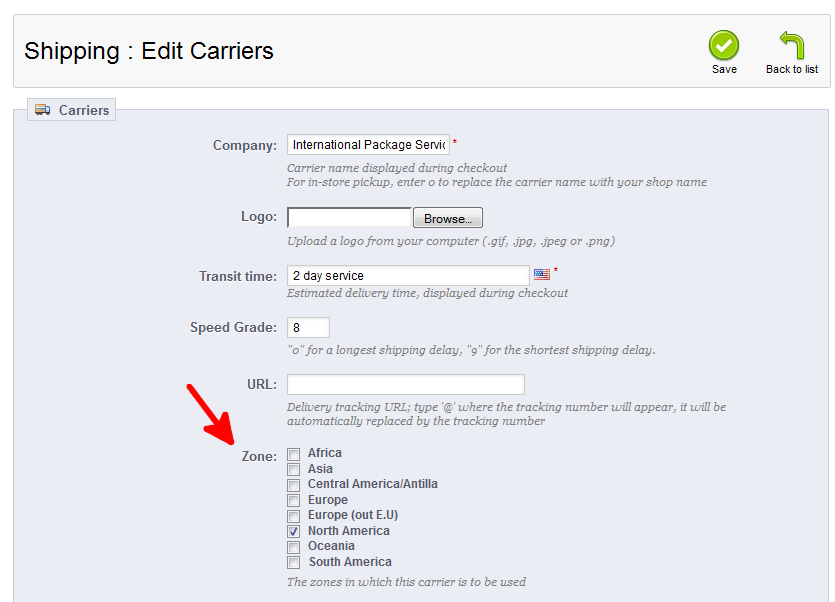 Shipping : Edit Carriers
Save
Back to list
Carriers
Company: International Package Servic *
Carrier name displayed during checkout
For in-store pickup, enter 0 to replace the carrier name with your shop name
Logo: Browse...
Upload a logo from your computer (.gif, .jpg, .jpeg or .png)
Transit time: 2 day service *
Estimated delivery time, displayed during checkout
Speed Grade: 8
"0" for a longest shipping delay, "9" for the shortest shipping delay.
URL:
Delivery tracking URL; type '@' where the tracking number will appear, it will be
automatically replaced by the tracking number
Zone: Africa
Asia
Central America/Antilla
Europe
Europe (out E.U)
North America
Oceania
South America
The zones in which this carrier is to be used